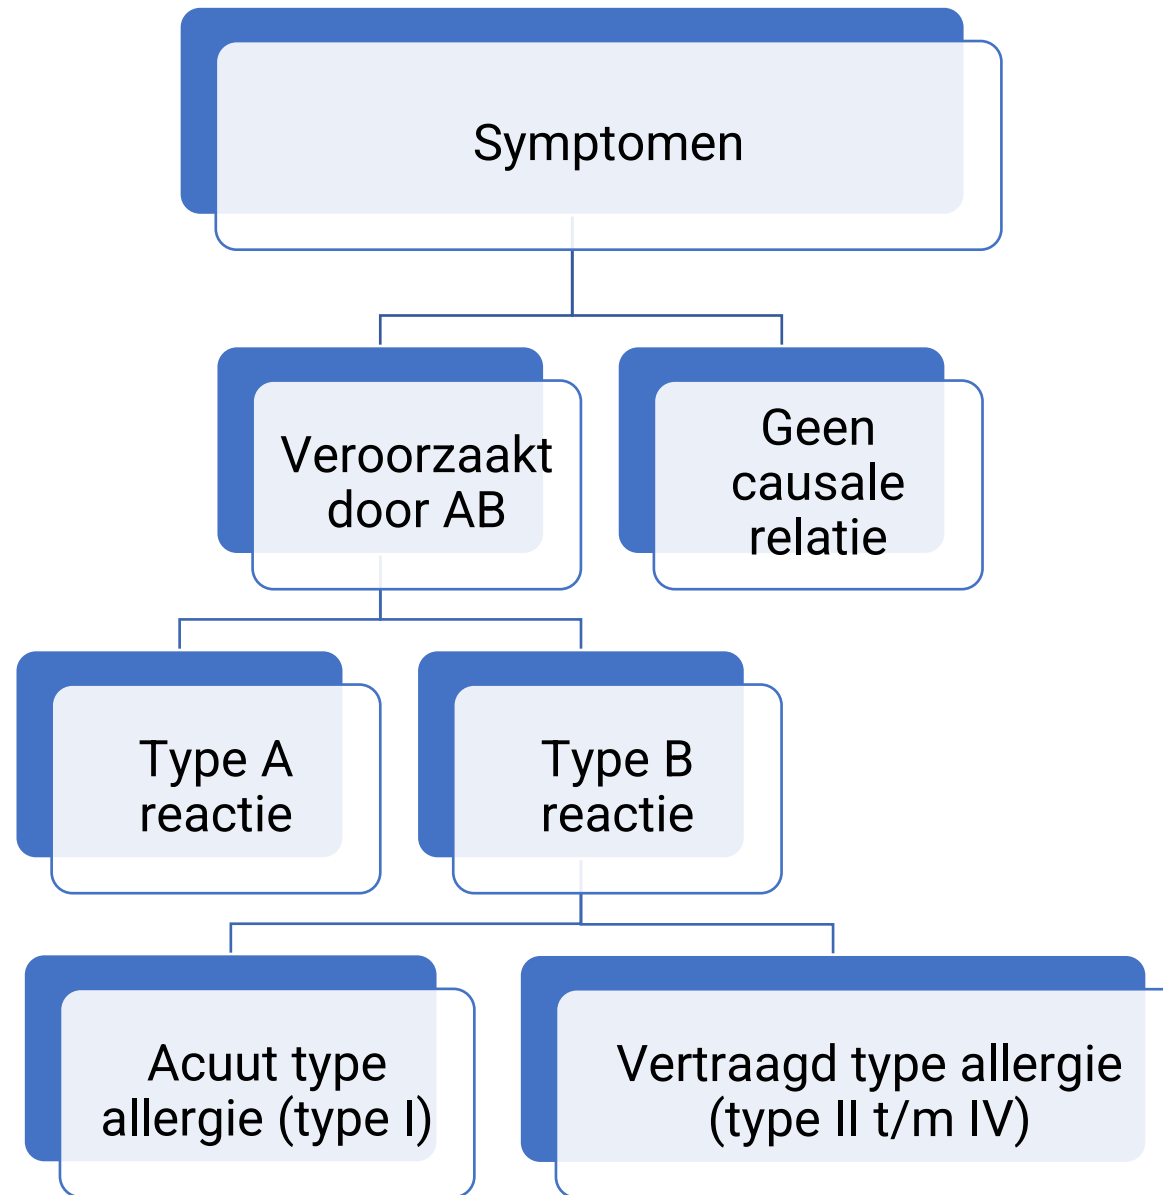 Symptomen
Veroorzaakt
door AB
Geen
causale
relatie
Type A
reactie
Type B
reactie
Acuut type
allergie (type I)
Vertraagd type allergie
(type II t/m IV)